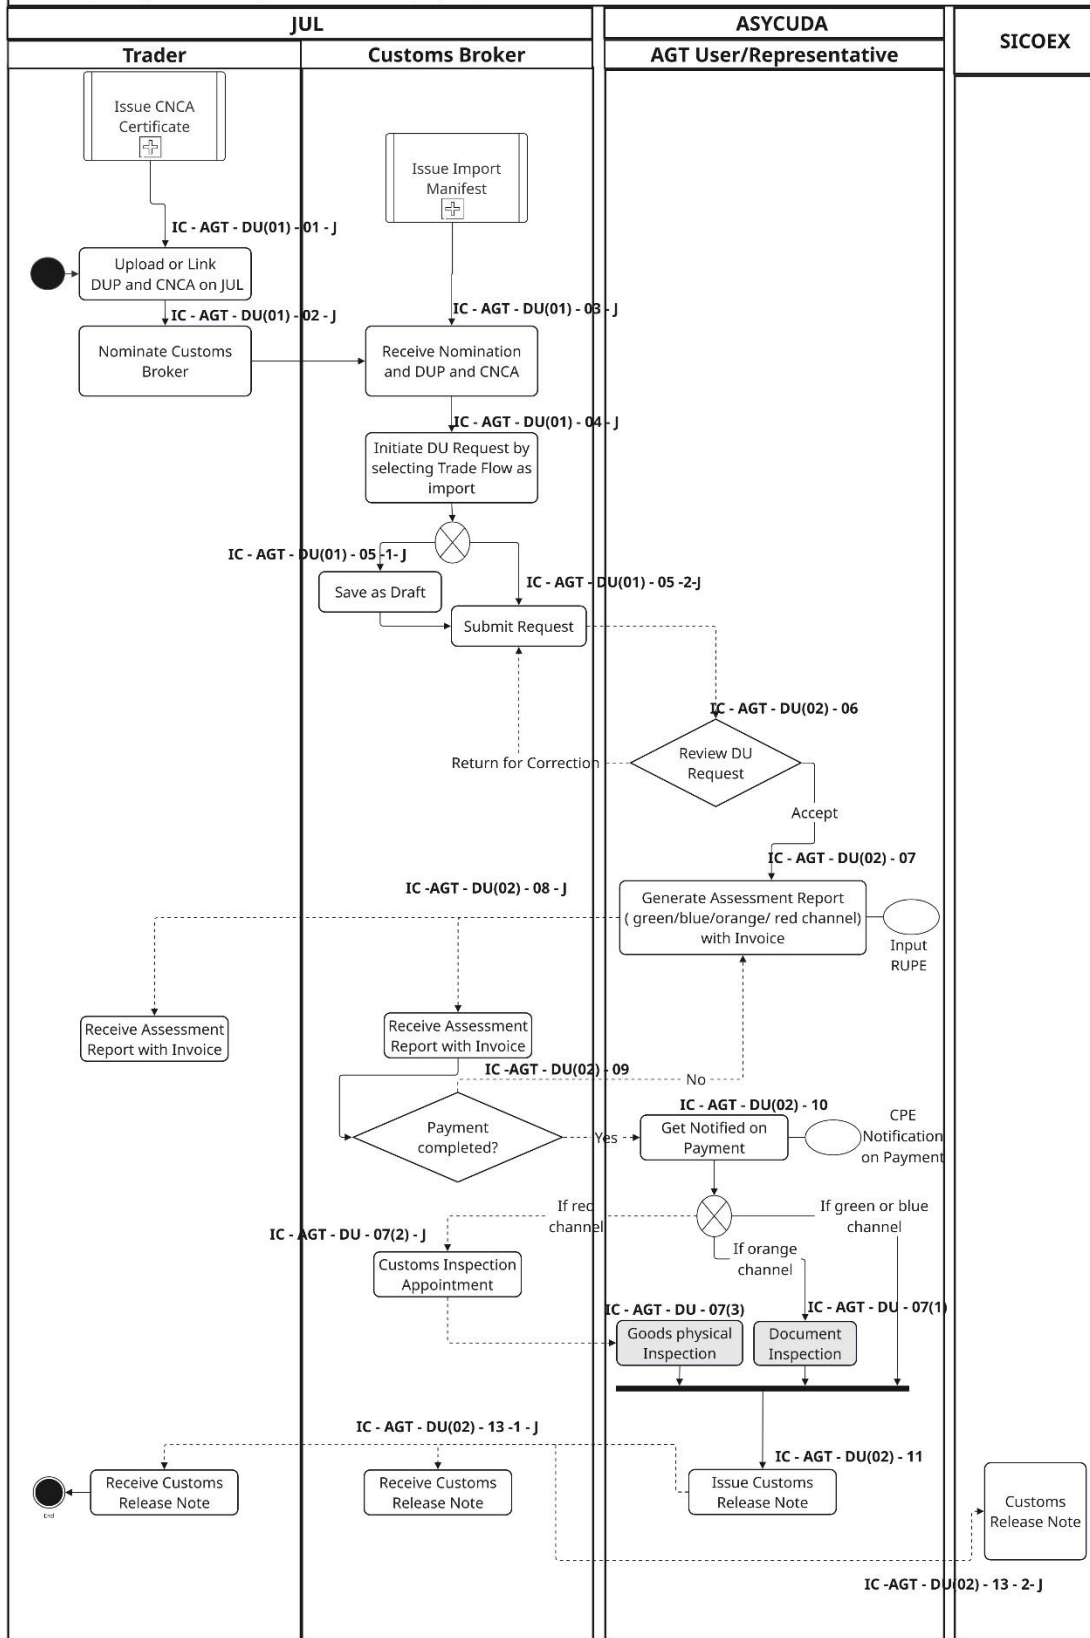 JUL
ASYCUDA
SICOEX
Trader
Customs Broker
AGT User/Representative
Issue CNCA
Certificate
Issue Import
Manifest
IC - AGT - DU(01) - 01 - J
Upload or Link
DUP and CNCA on JUL
IC - AGT - DU(01) - 02 - J
IC - AGT - DU(01) - 03 - J
Nominate Customs
Broker
Receive Nomination
and DUP and CNCA
IC - AGT - DU(01) - 04 - J
Initiate DU Request by
selecting Trade Flow as
import
IC - AGT - DU(01) - 05 -1- J
IC - AGT - DU(01) - 05 -2-J
Save as Draft
Submit Request
IC - AGT - DU(02) - 06
Return for Correction
Review DU
Request
Accept
IC - AGT - DU(02) - 07
IC -AGT - DU(02) - 08 - J
Generate Assessment Report
( green/blue/orange/ red channel)
with Invoice
Input
RUPE
Receive Assessment
Report with Invoice
Receive Assessment
Report with Invoice
IC -AGT - DU(02) - 09
No
IC - AGT - DU(02) - 10
Payment
completed?
Yes
Get Notified on
Payment
CPE
Notification
on Payment
If red
channel
If green or blue
channel
IC - AGT - DU - 07(2) - J
If orange
channel
Customs Inspection
Appointment
IC - AGT - DU - 07(3)
IC - AGT - DU - 07(1)
Goods physical
Inspection
Document
Inspection
IC - AGT - DU(02) - 13 -1 - J
IC - AGT - DU(02) - 11
End
Receive Customs
Release Note
Receive Customs
Release Note
Issue Customs
Release Note
Customs
Release Note
IC -AGT - DU(02) - 13 - 2- J